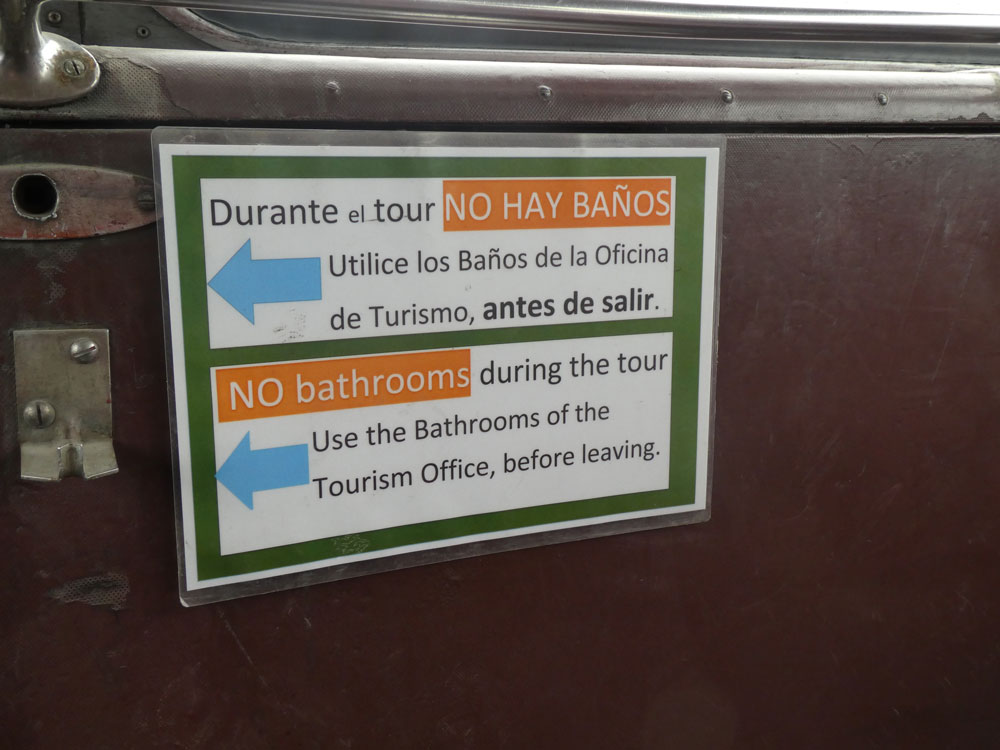 Durante el tour NO HAY BAÑOS
Utilice los Baños de la Oficina
de Turismo, antes de salir.
NO bathrooms during the tour
Use the Bathrooms of the
Tourism Office, before leaving.